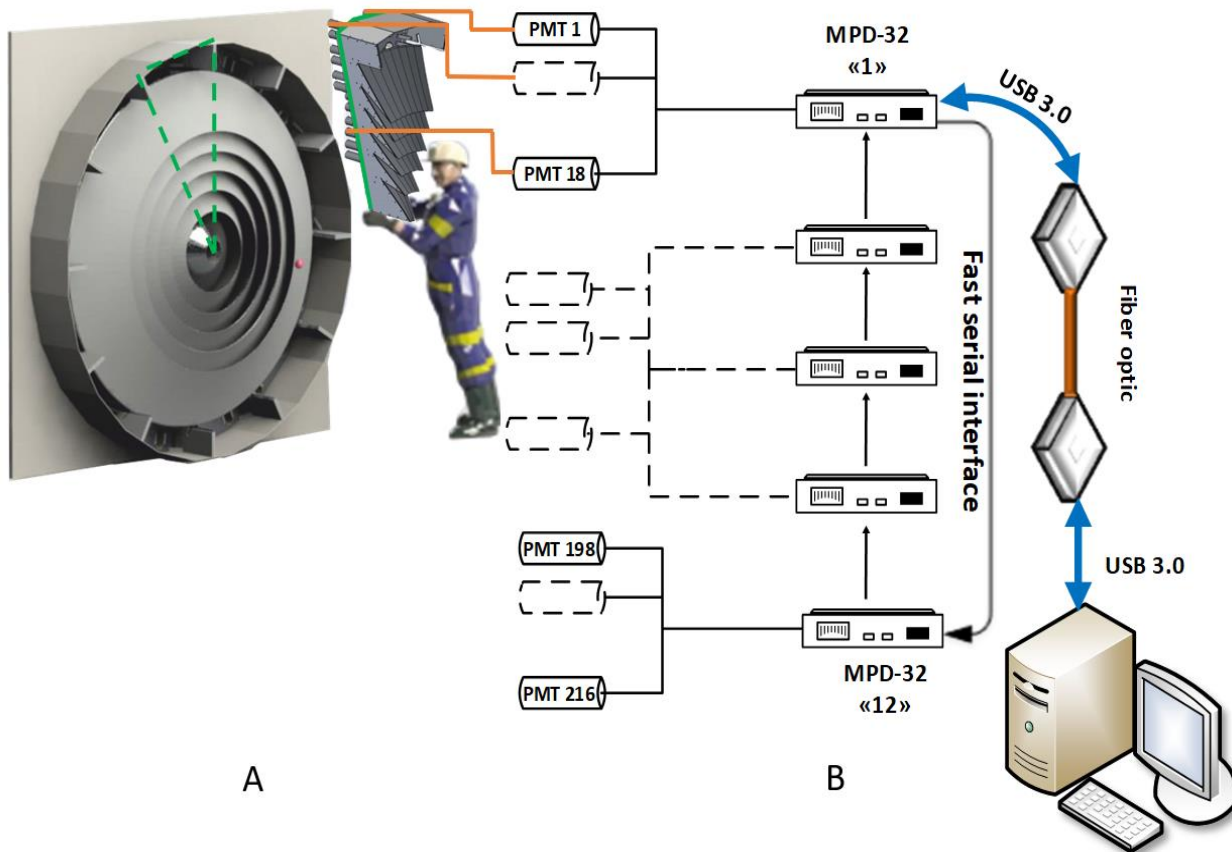 PMT 1
PMT 18
MPD-32
«1»
USB 3.0
Fast serial interface
Fiber optic
PMT 198
PMT 216
USB 3.0
MPD-32
«12»
A
B